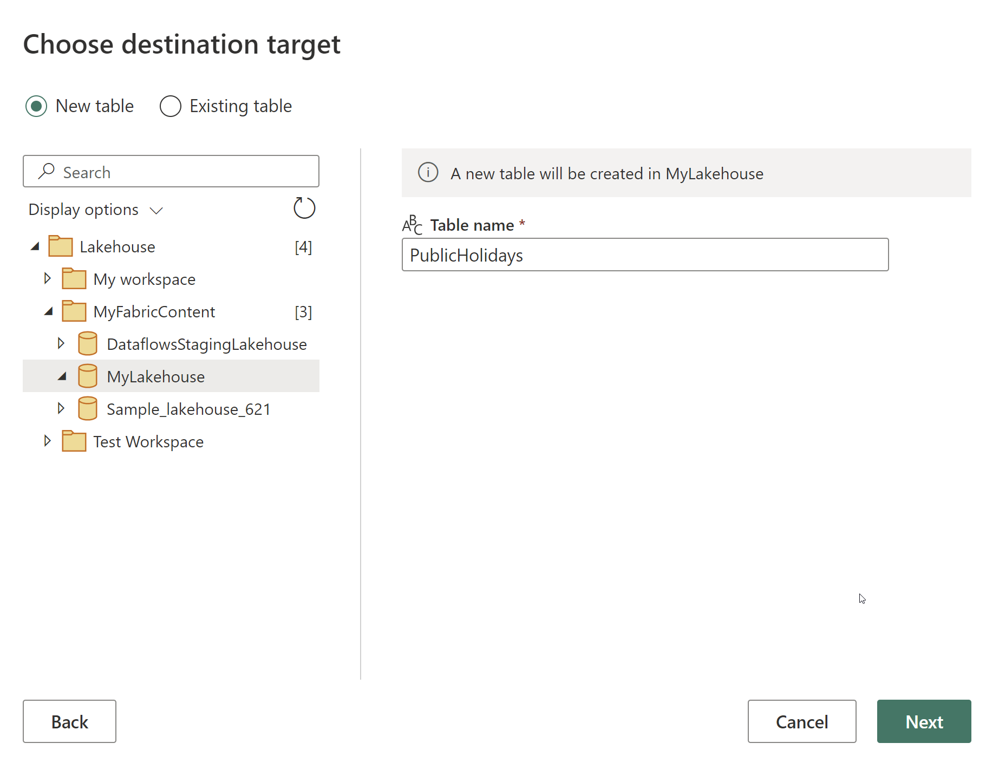 Choose destination target
New table
Existing table
Search
Display options
Lakehouse [4]
My workspace
MyFabricContent [3]
DataflowsStagingLakehouse
MyLakehouse
Sample_lakehouse_621
Test Workspace
A new table will be created in MyLakehouse
ABC Table name *
PublicHolidays
Back
Cancel
Next